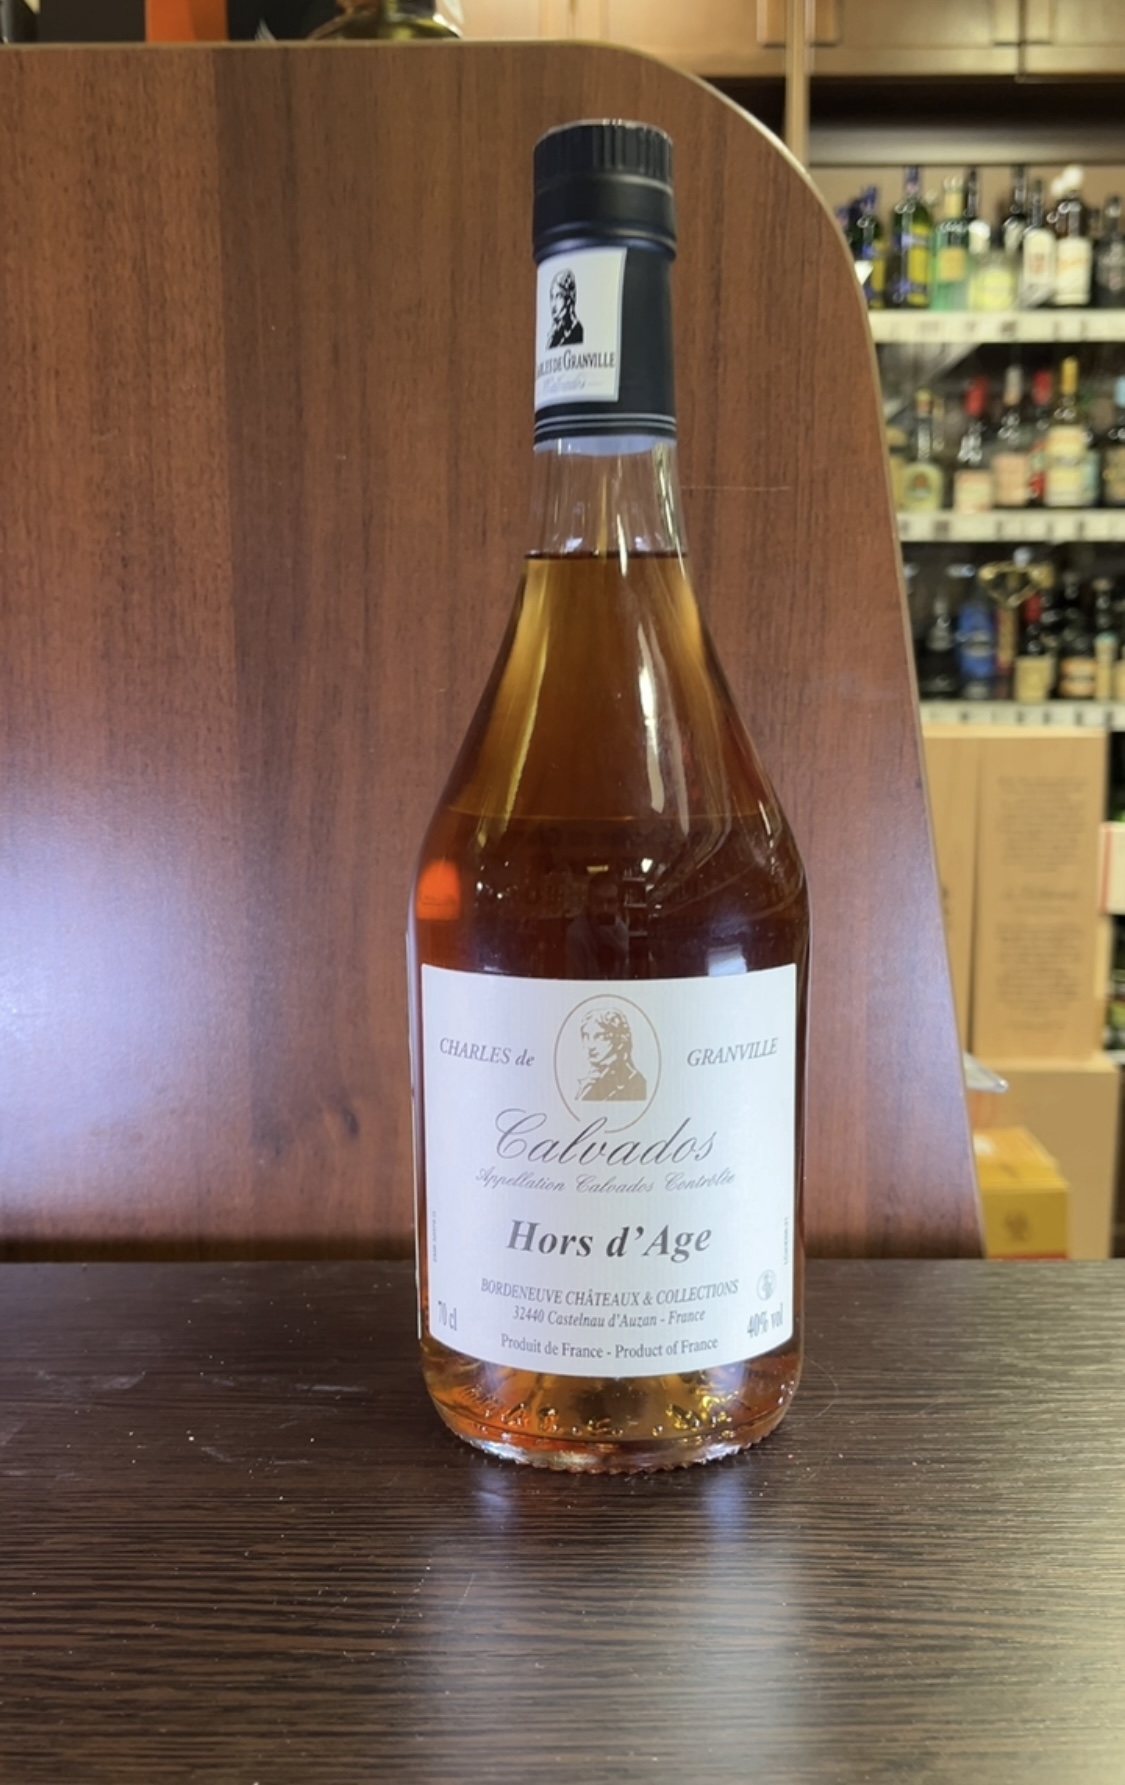 DE GRANVILLE
Calvados
CHARLES de GRANVILLE
Calvados
Appellation Calvados Contrôlée
Hors d'Age
BORDENEUVE CHÂTEAUX & COLLECTIONS
32440 Castelnau d'Auzan - France
70 cl
40% vol
Produit de France - Product of France